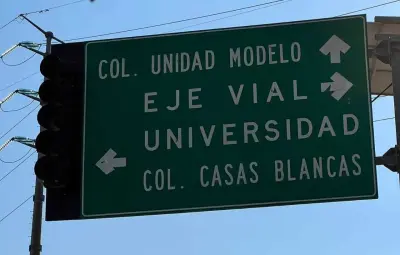 COL. UNIDAD MODELO
EJE VIAL
UNIVERSIDAD
COL. CASAS BLANCAS